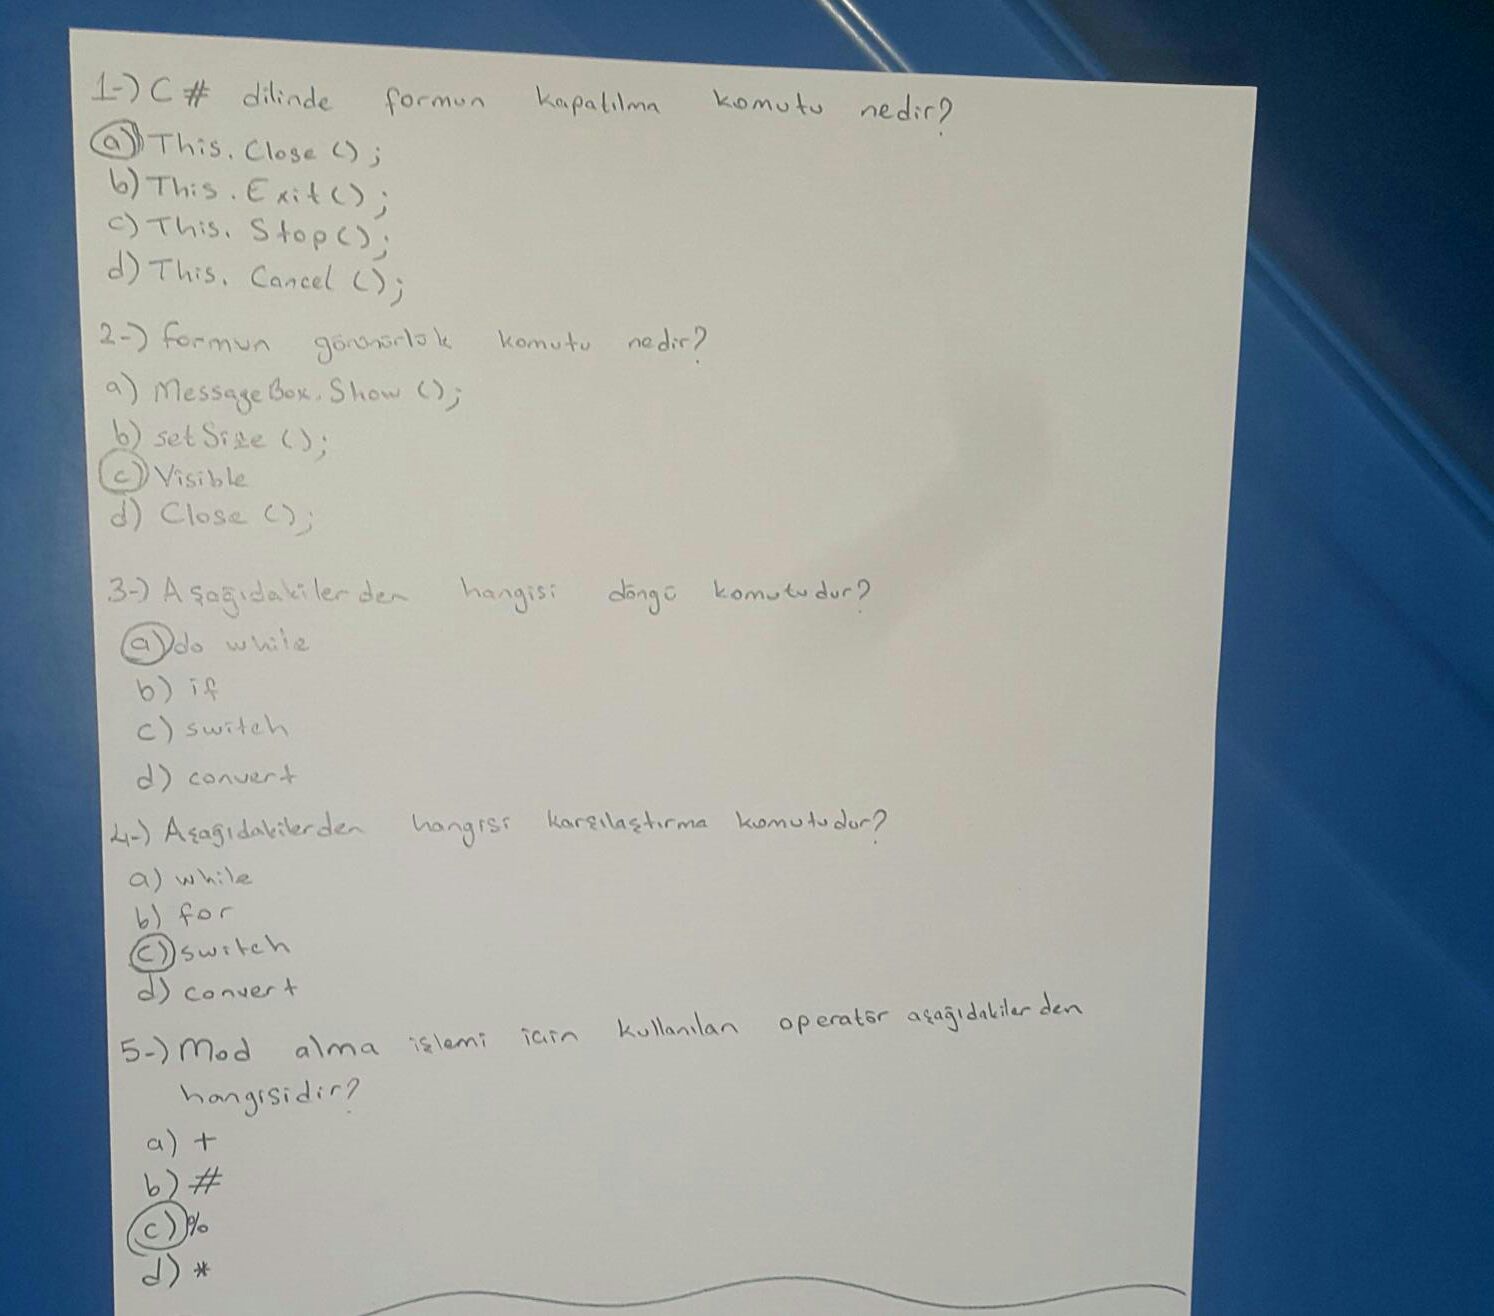 1-) C# dilinde formun kapatılma komutu nedir?
a) This.Close();
b) This.Exit();
c) This.Stop();
d) This.Cancel();
2-) formun görünürlük komutu nedir?
a) MessageBox.Show();
b) setSize();
c) Visible
d) Close();
3-) Aşağıdakilerden hangisi döngü komutudur?
a) do while
b) if
c) switch
d) convert
4-) Aşağıdakilerden hangisi karşılaştırma komutudur?
a) while
b) for
c) switch
d) convert
5-) Mod alma işlemi için kullanılan operatör aşağıdakilerden
hangisidir?
a) +
b) #
c) %
d) *